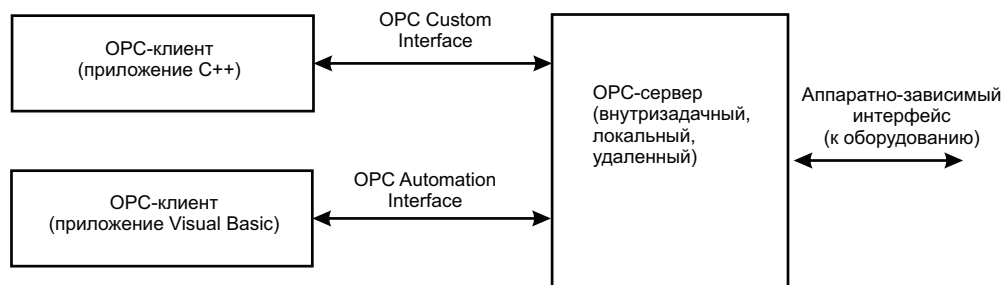 OPC-клиент
(приложение C++)
OPC Custom
Interface
OPC-клиент
(приложение Visual Basic)
OPC Automation
Interface
OPC-сервер
(внутризадачный,
локальный,
удаленный)
Аппаратно-зависимый
интерфейс
(к оборудованию)